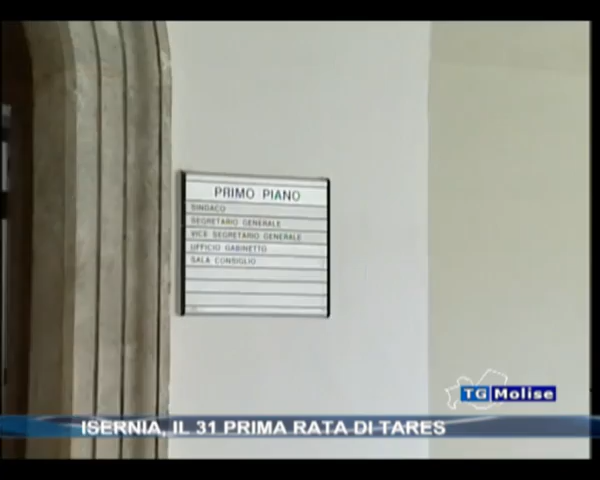 PRIMO PIANO
SINDACO
SEGRETARIO GENERALE
VICE SEGRETARIO GENERALE
UFFICIO GABINETTO
SALA CONSIGLIO
TG Molise
ISERNIA, IL 31 PRIMA RATA DI TARES